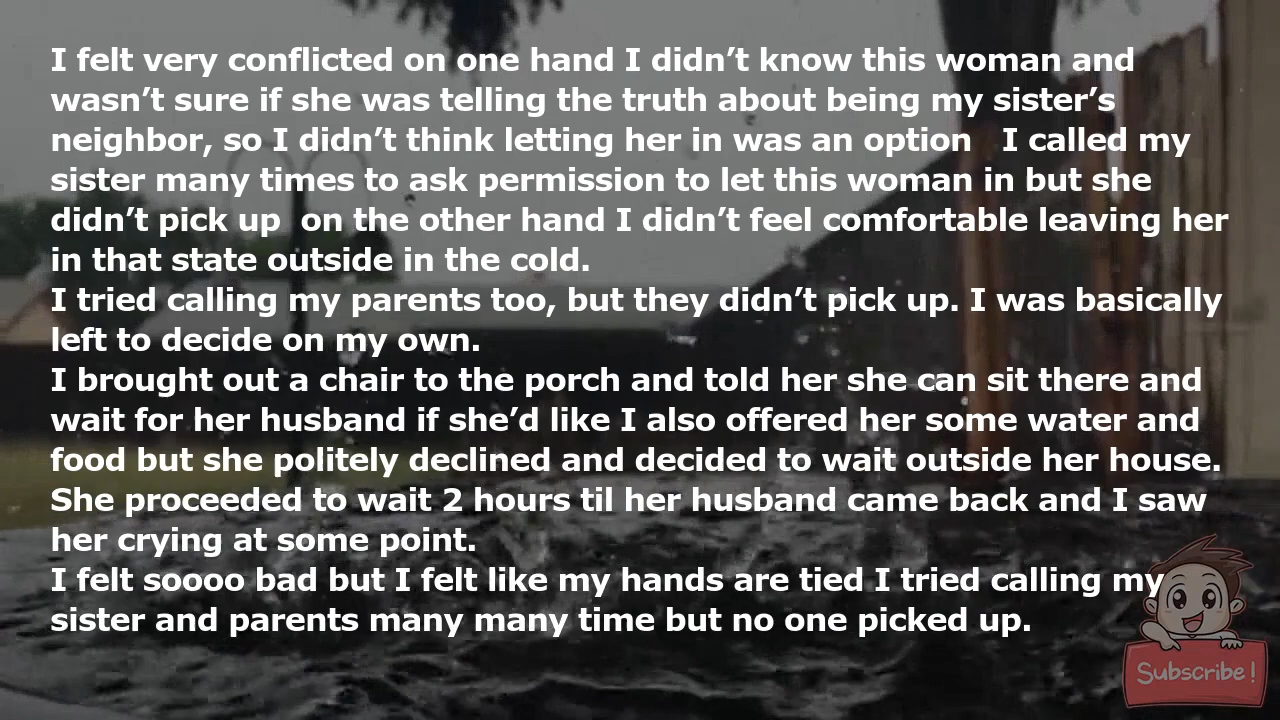 I felt very conflicted on one hand I didn’t know this woman and
wasn’t sure if she was telling the truth about being my sister’s
neighbor, so I didn’t think letting her in was an option   I called my
sister many times to ask permission to let this woman in but she
didn’t pick up  on the other hand I didn’t feel comfortable leaving her
in that state outside in the cold.
I tried calling my parents too, but they didn’t pick up. I was basically
left to decide on my own.
I brought out a chair to the porch and told her she can sit there and
wait for her husband if she’d like I also offered her some water and
food but she politely declined and decided to wait outside her house.
She proceeded to wait 2 hours til her husband came back and I saw
her crying at some point.
I felt soooo bad but I felt like my hands are tied I tried calling my
sister and parents many many time but no one picked up.
Subscribe!